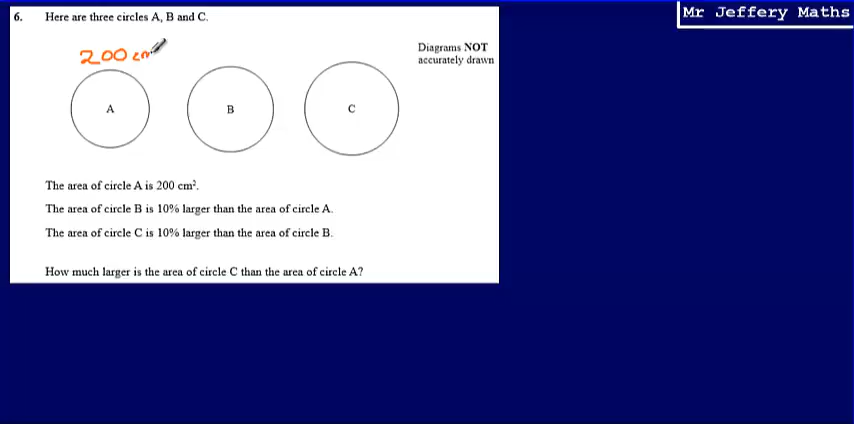 Mr Jeffery Maths
6. Here are three circles A, B and C.
200 cm
Diagrams NOT
accurately drawn
A B C
The area of circle A is 200 cm².
The area of circle B is 10% larger than the area of circle A.
The area of circle C is 10% larger than the area of circle B.
How much larger is the area of circle C than the area of circle A?